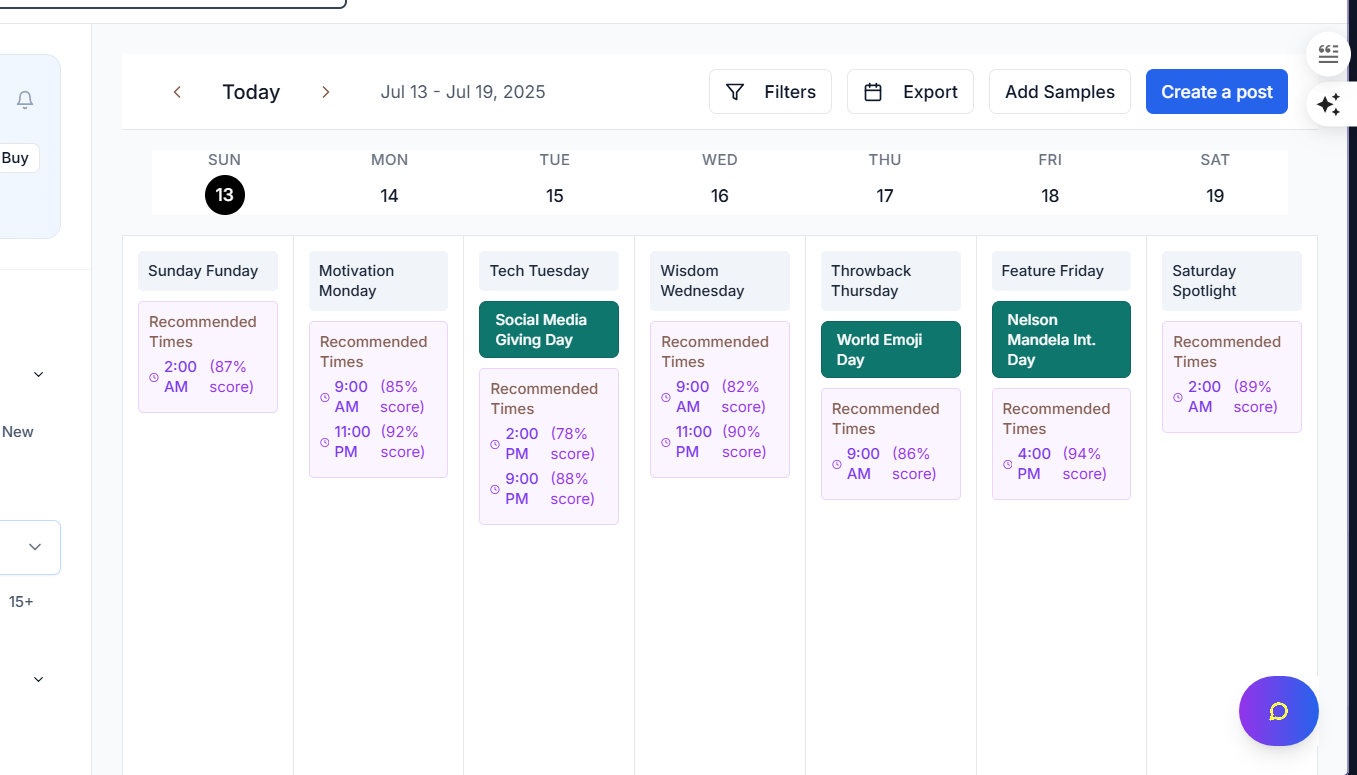 Today
Jul 13 - Jul 19, 2025
Filters
Export
Add Samples
Create a post
Buy
SUN
MON
TUE
WED
THU
FRI
SAT
13
14
15
16
17
18
19
Sunday Funday
Recommended
Times
2:00
AM
(87%
score)
Motivation
Monday
Recommended
Times
9:00
AM
(85%
score)
11:00
PM
(92%
score)
Tech Tuesday
Social Media
Giving Day
Recommended
Times
2:00
PM
(78%
score)
9:00
PM
(88%
score)
Wisdom
Wednesday
Recommended
Times
9:00
AM
(82%
score)
11:00
PM
(90%
score)
Throwback
Thursday
World Emoji
Day
Recommended
Times
9:00
AM
(86%
score)
Feature Friday
Nelson
Mandela Int.
Day
Recommended
Times
4:00
PM
(94%
score)
Saturday
Spotlight
Recommended
Times
2:00
AM
(89%
score)
New
15+